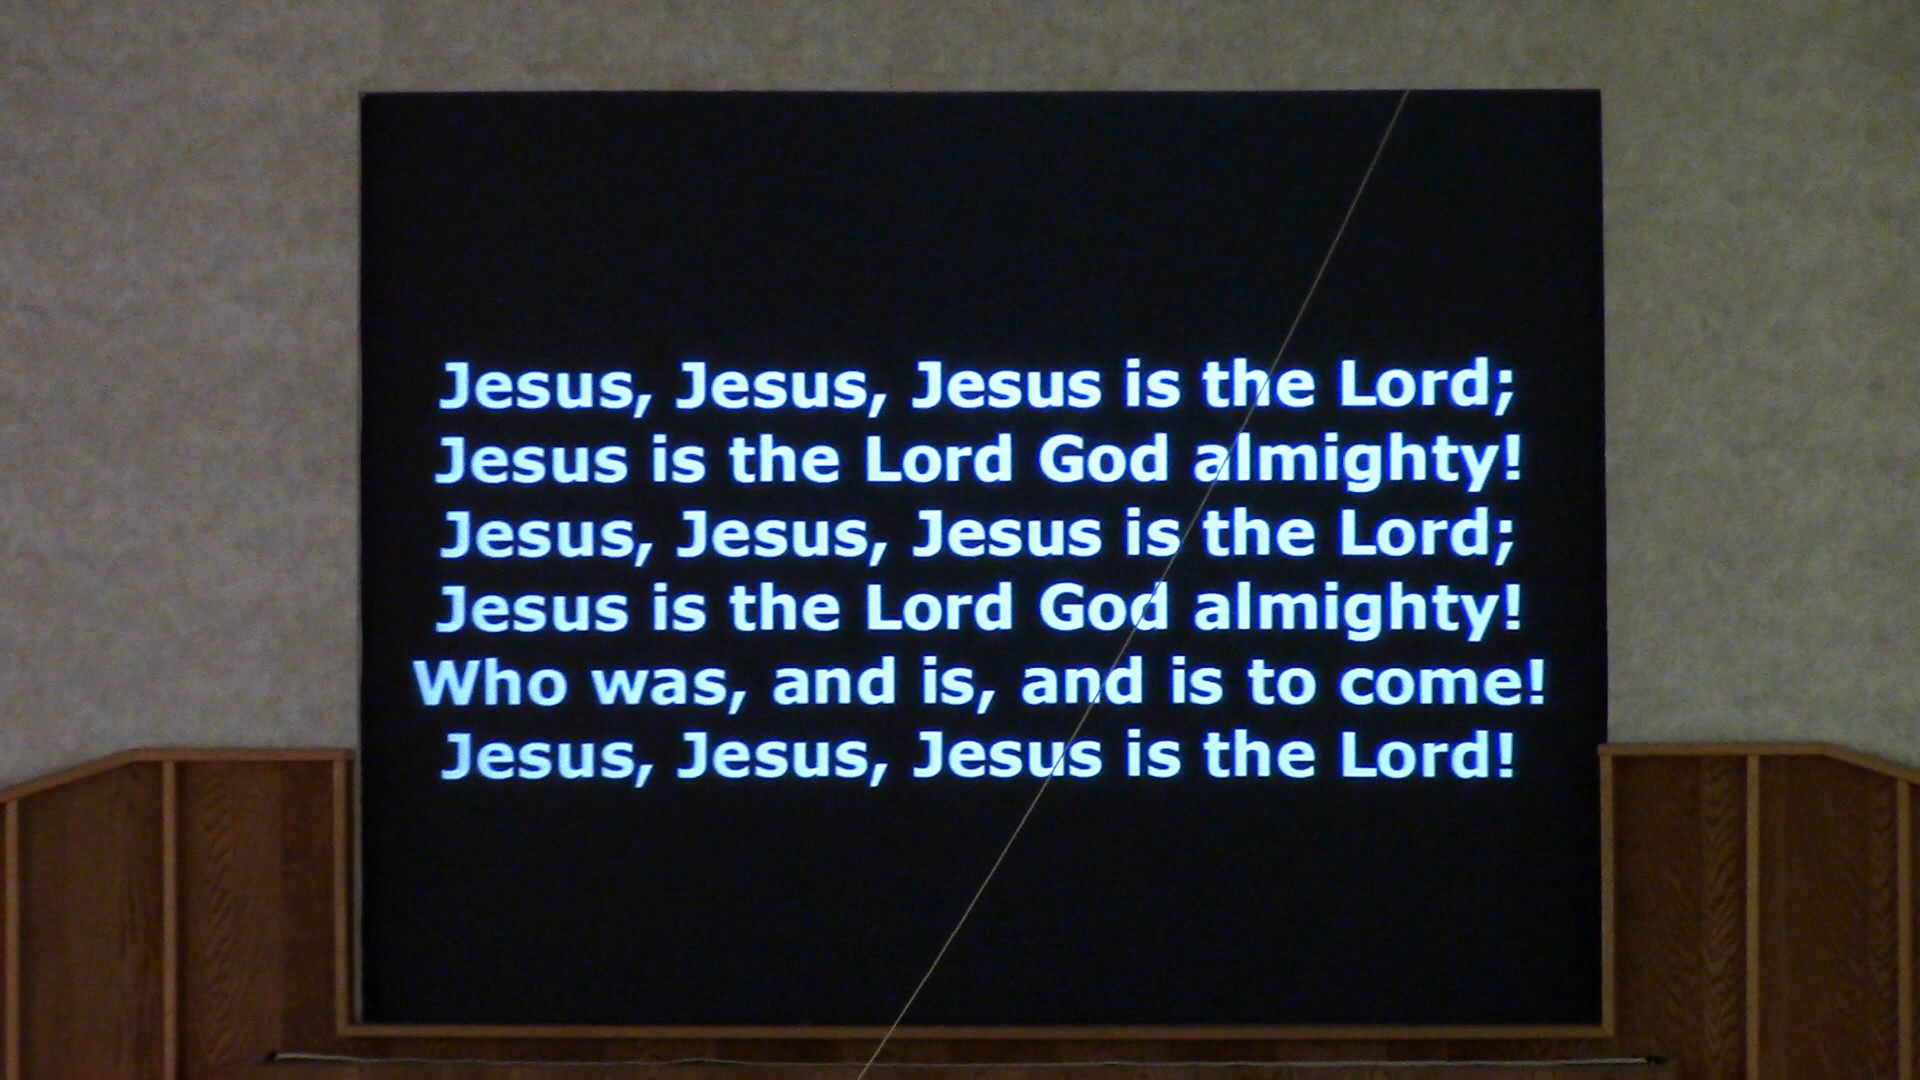 Jesus, Jesus, Jesus is the Lord;
Jesus is the Lord God almighty!
Jesus, Jesus, Jesus is the Lord;
Jesus is the Lord God almighty!
Who was, and is, and is to come!
Jesus, Jesus, Jesus is the Lord!